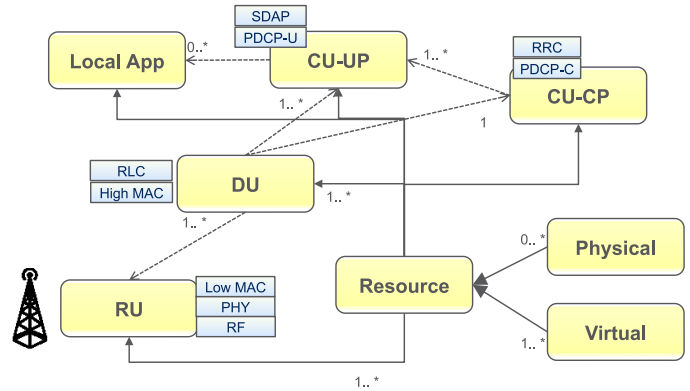 SDAP
PDCP-U
0..*
Local App
CU-UP
1.. *
RRC
PDCP-C
CU-CP
1.. *
1
RLC
High MAC
DU
1.. *
1.. *
0.. *
Physical
Low MAC
PHY
RF
RU
Resource
Virtual
1.. *
1.. *